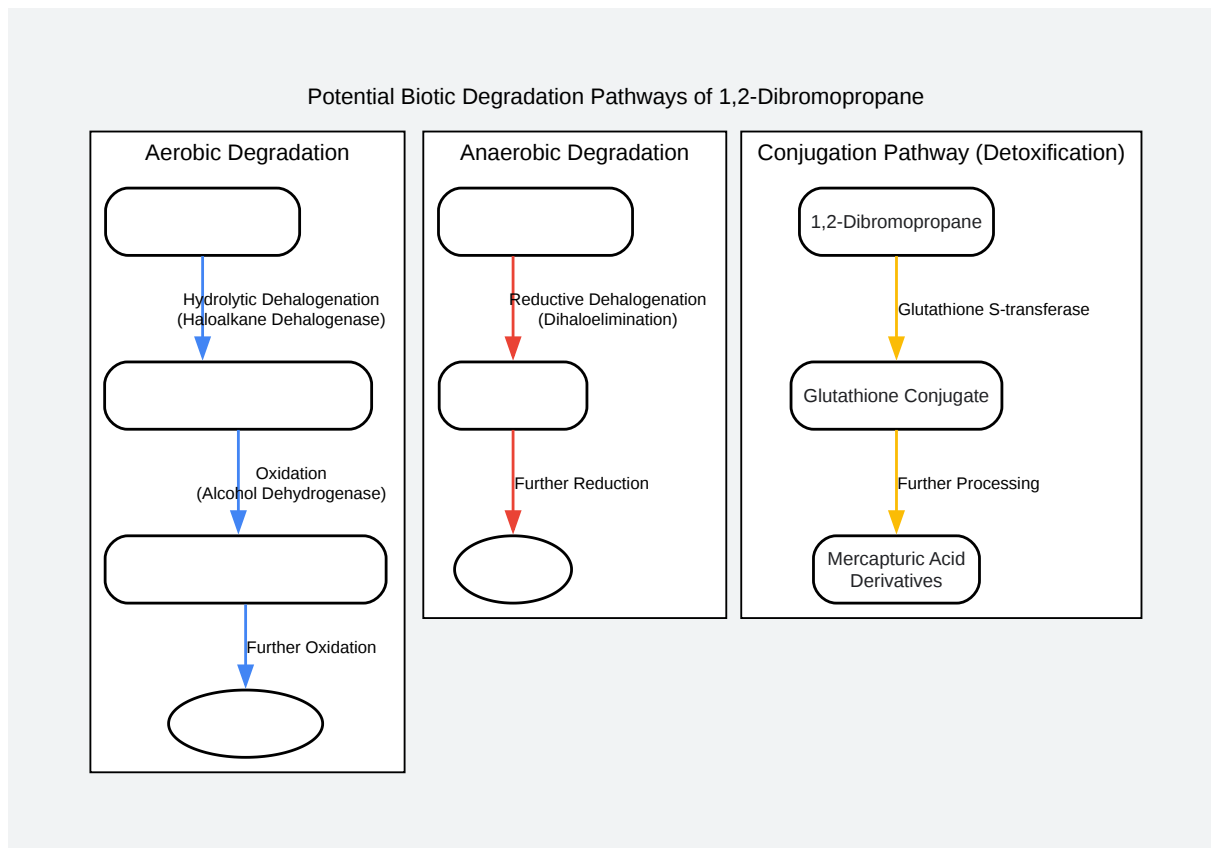 Potential Biotic Degradation Pathways of 1,2-Dibromopropane
Aerobic Degradation
Hydrolytic Dehalogenation
(Haloalkane Dehalogenase)
Oxidation
(Alcohol Dehydrogenase)
Further Oxidation
Anaerobic Degradation
Reductive Dehalogenation
(Dihaloelimination)
Further Reduction
Conjugation Pathway (Detoxification)
1,2-Dibromopropane
Glutathione S-transferase
Glutathione Conjugate
Further Processing
Mercapturic Acid
Derivatives